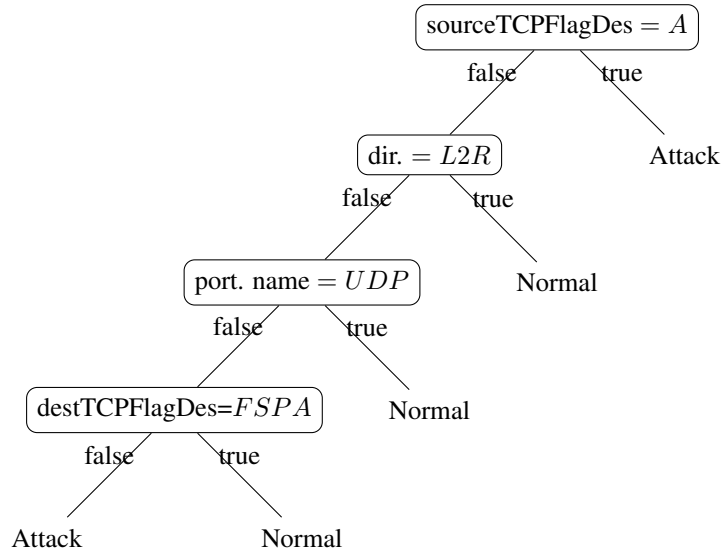 sourceTCPFlagDes = A
false true
dir. = L2R
Attack
false true
port. name = UDP
Normal
false true
destTCPFlagDes=FSPA
Normal
false true
Attack Normal